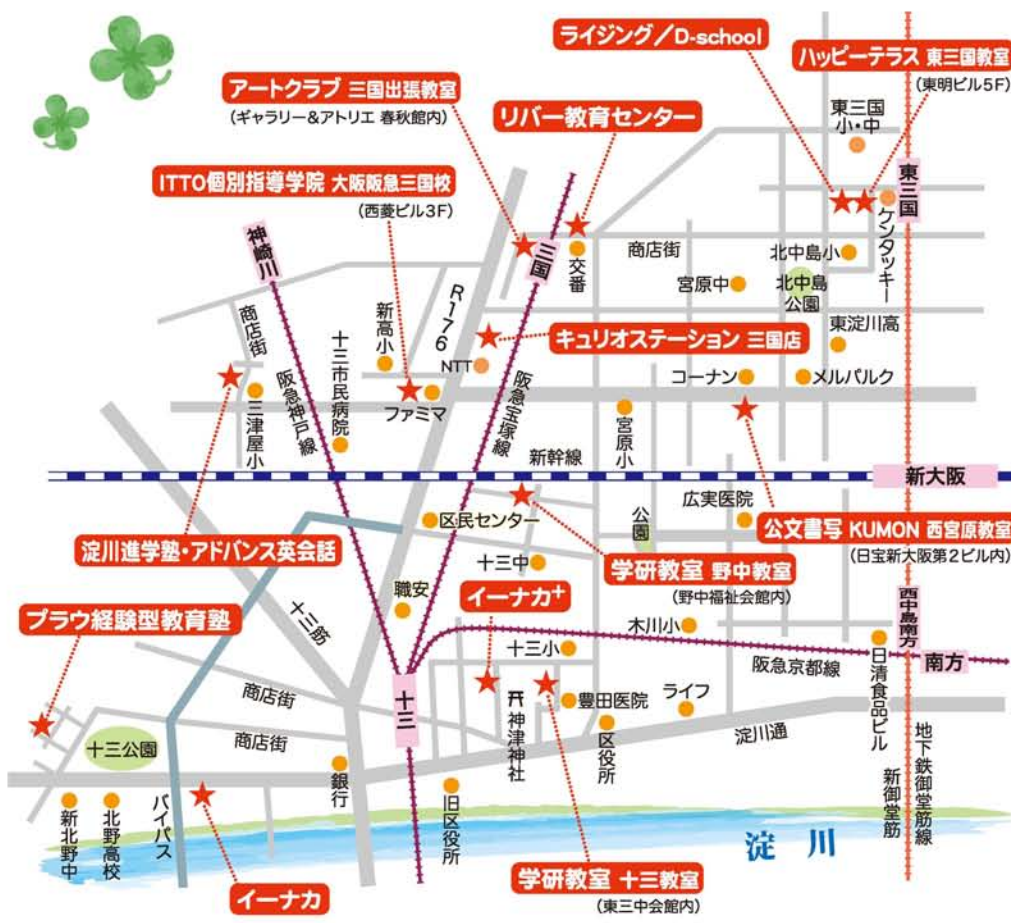 ライジング／D-school
ハッピーテラス 東三国教室
(東明ビル5F)
アートクラブ 三国出張教室
(ギャラリー＆アトリエ 春秋館内)
リバー教育センター
東三国
小・中
ITTO個別指導学院 大阪阪急三国校
(西菱ビル3F)
東三国
ケンタッキー
神崎川
三国
交番
商店街
北中島小
宮原中
北中島
公園
R176
商店街
新高小
十三市民病院
キュリオステーション 三国店
東淀川高
NTT
阪急神戸線
阪急宝塚線
コーナン
メルパルク
三津屋小
ファミマ
宮原小
新幹線
新大阪
広実医院
公園
区民センター
淀川進学塾・アドバンス英会話
十三中
学研教室 野中教室
(野中福祉会館内)
公文書写 KUMON 西宮原教室
(日宝新大阪第2ビル内)
職安
イーナカ+
西中島南方
プラウ経験型教育塾
十三筋
木川小
十三小
阪急京都線
南方
日清食品ビル
商店街
十三
神津神社
豊田医院
ライフ
区役所
淀川通
十三公園
商店街
銀行
新御堂筋
地下鉄御堂筋線
新北野中
北野高校
バイパス
旧区役所
淀川
イーナカ
学研教室 十三教室
(東三中会館内)